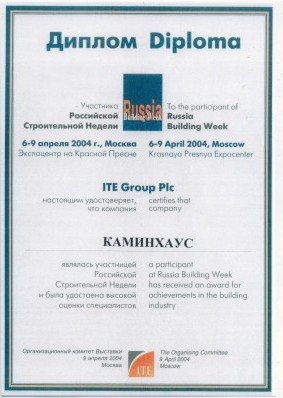 Диплом Diploma
Russia
Участника
Российской
Строительной Недели
To the participant of
Russia
Building Week
6-9 апреля 2004 г., Москва
Экспоцентр на Красной Пресне
6-9 April 2004, Moscow
Krasnaya Presnya Expocenter
ITE Group Plc
настоящим удостоверяет,
что компания
certifies that
company
КАМИНХАУС
являлась участницей
Российской
Строительной Недели
и была удостоена высокой
оценки специалистов
a participant
at Russia Building Week
has received an award for
achievements in the building
industry
Организационный комитет Выставки
9 апреля 2004
Москва
ITE
The Organising Committee
9 April 2004
Moscow